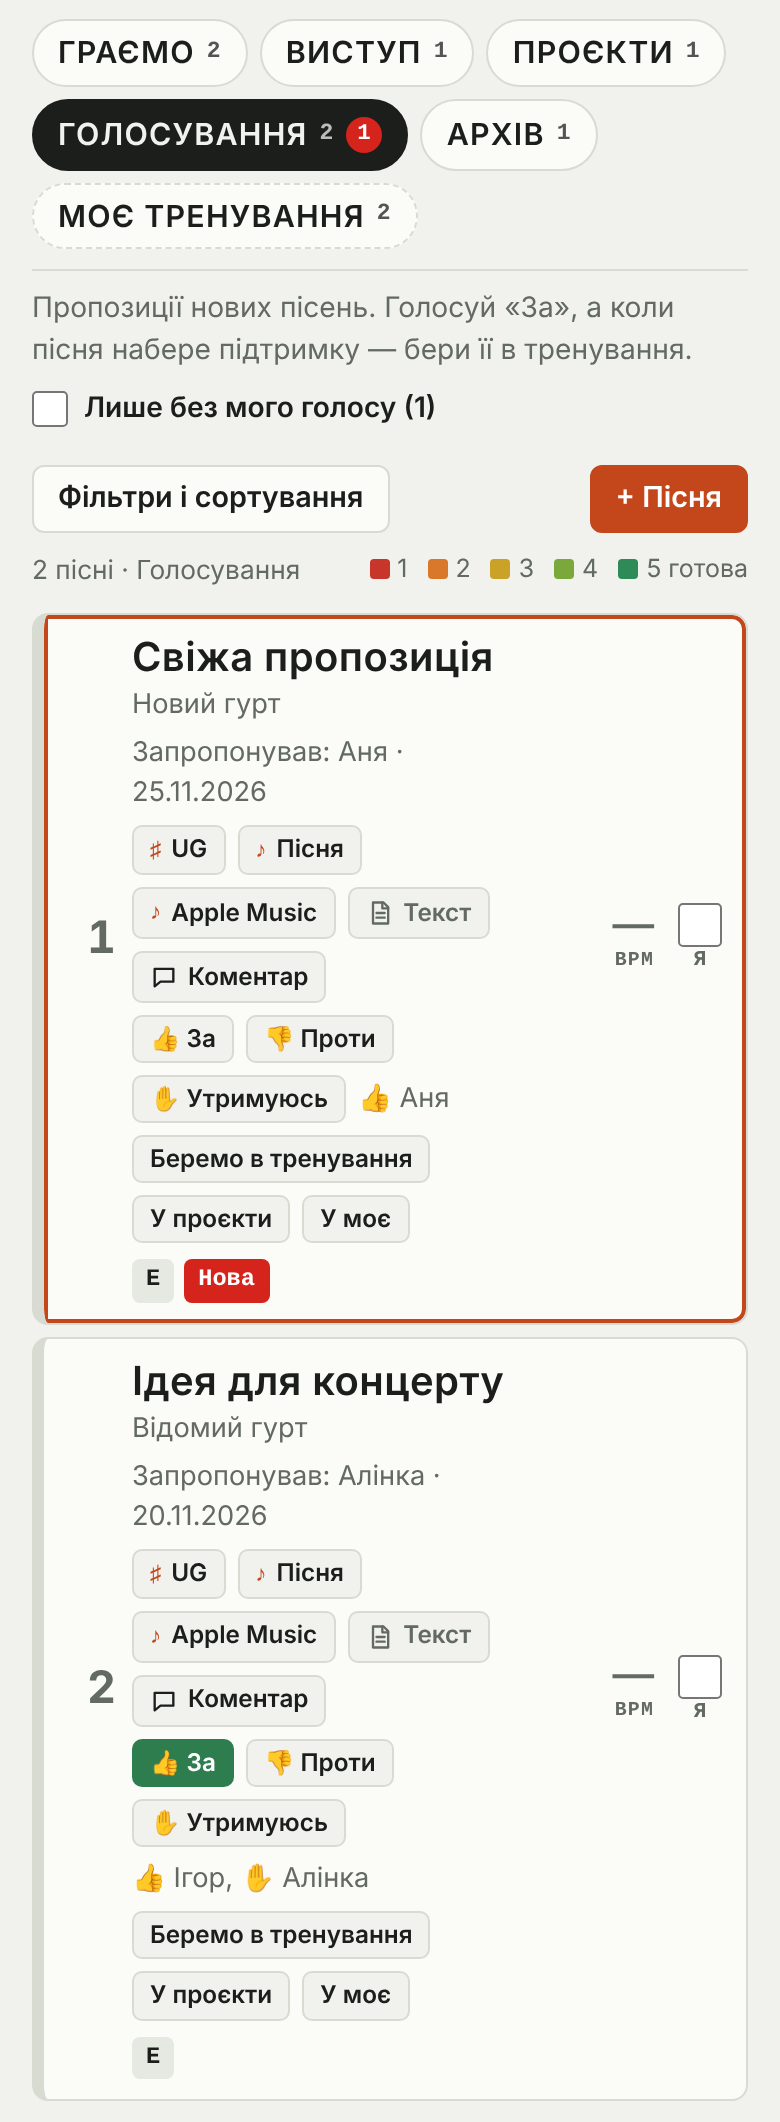 ГРАЄМО 2 ВИСТУП 1 ПРОЄКТИ 1
ГОЛОСУВАННЯ 2 1 АРХІВ 1
МОЄ ТРЕНУВАННЯ 2
Пропозиції нових пісень. Голосуй «За», а коли
пісня набере підтримку — бери її в тренування.
Лише без мого голосу (1)
Фільтри і сортування + Пісня
2 пісні · Голосування 1 2 3 4 5 готова
Свіжа пропозиція
Новий гурт
Запропонував: Аня ·
25.11.2026
♯ UG ♪ Пісня
♪ Apple Music Текст
1 — BPM Я
Коментар
👍 За 👎 Проти
✋ Утримуюсь 👍 Аня
Беремо в тренування
У проєкти У моє
E Нова
Ідея для концерту
Відомий гурт
Запропонував: Алінка ·
20.11.2026
♯ UG ♪ Пісня
♪ Apple Music Текст
2 — BPM Я
Коментар
👍 За 👎 Проти
✋ Утримуюсь
👍 Ігор, ✋ Алінка
Беремо в тренування
У проєкти У моє
E